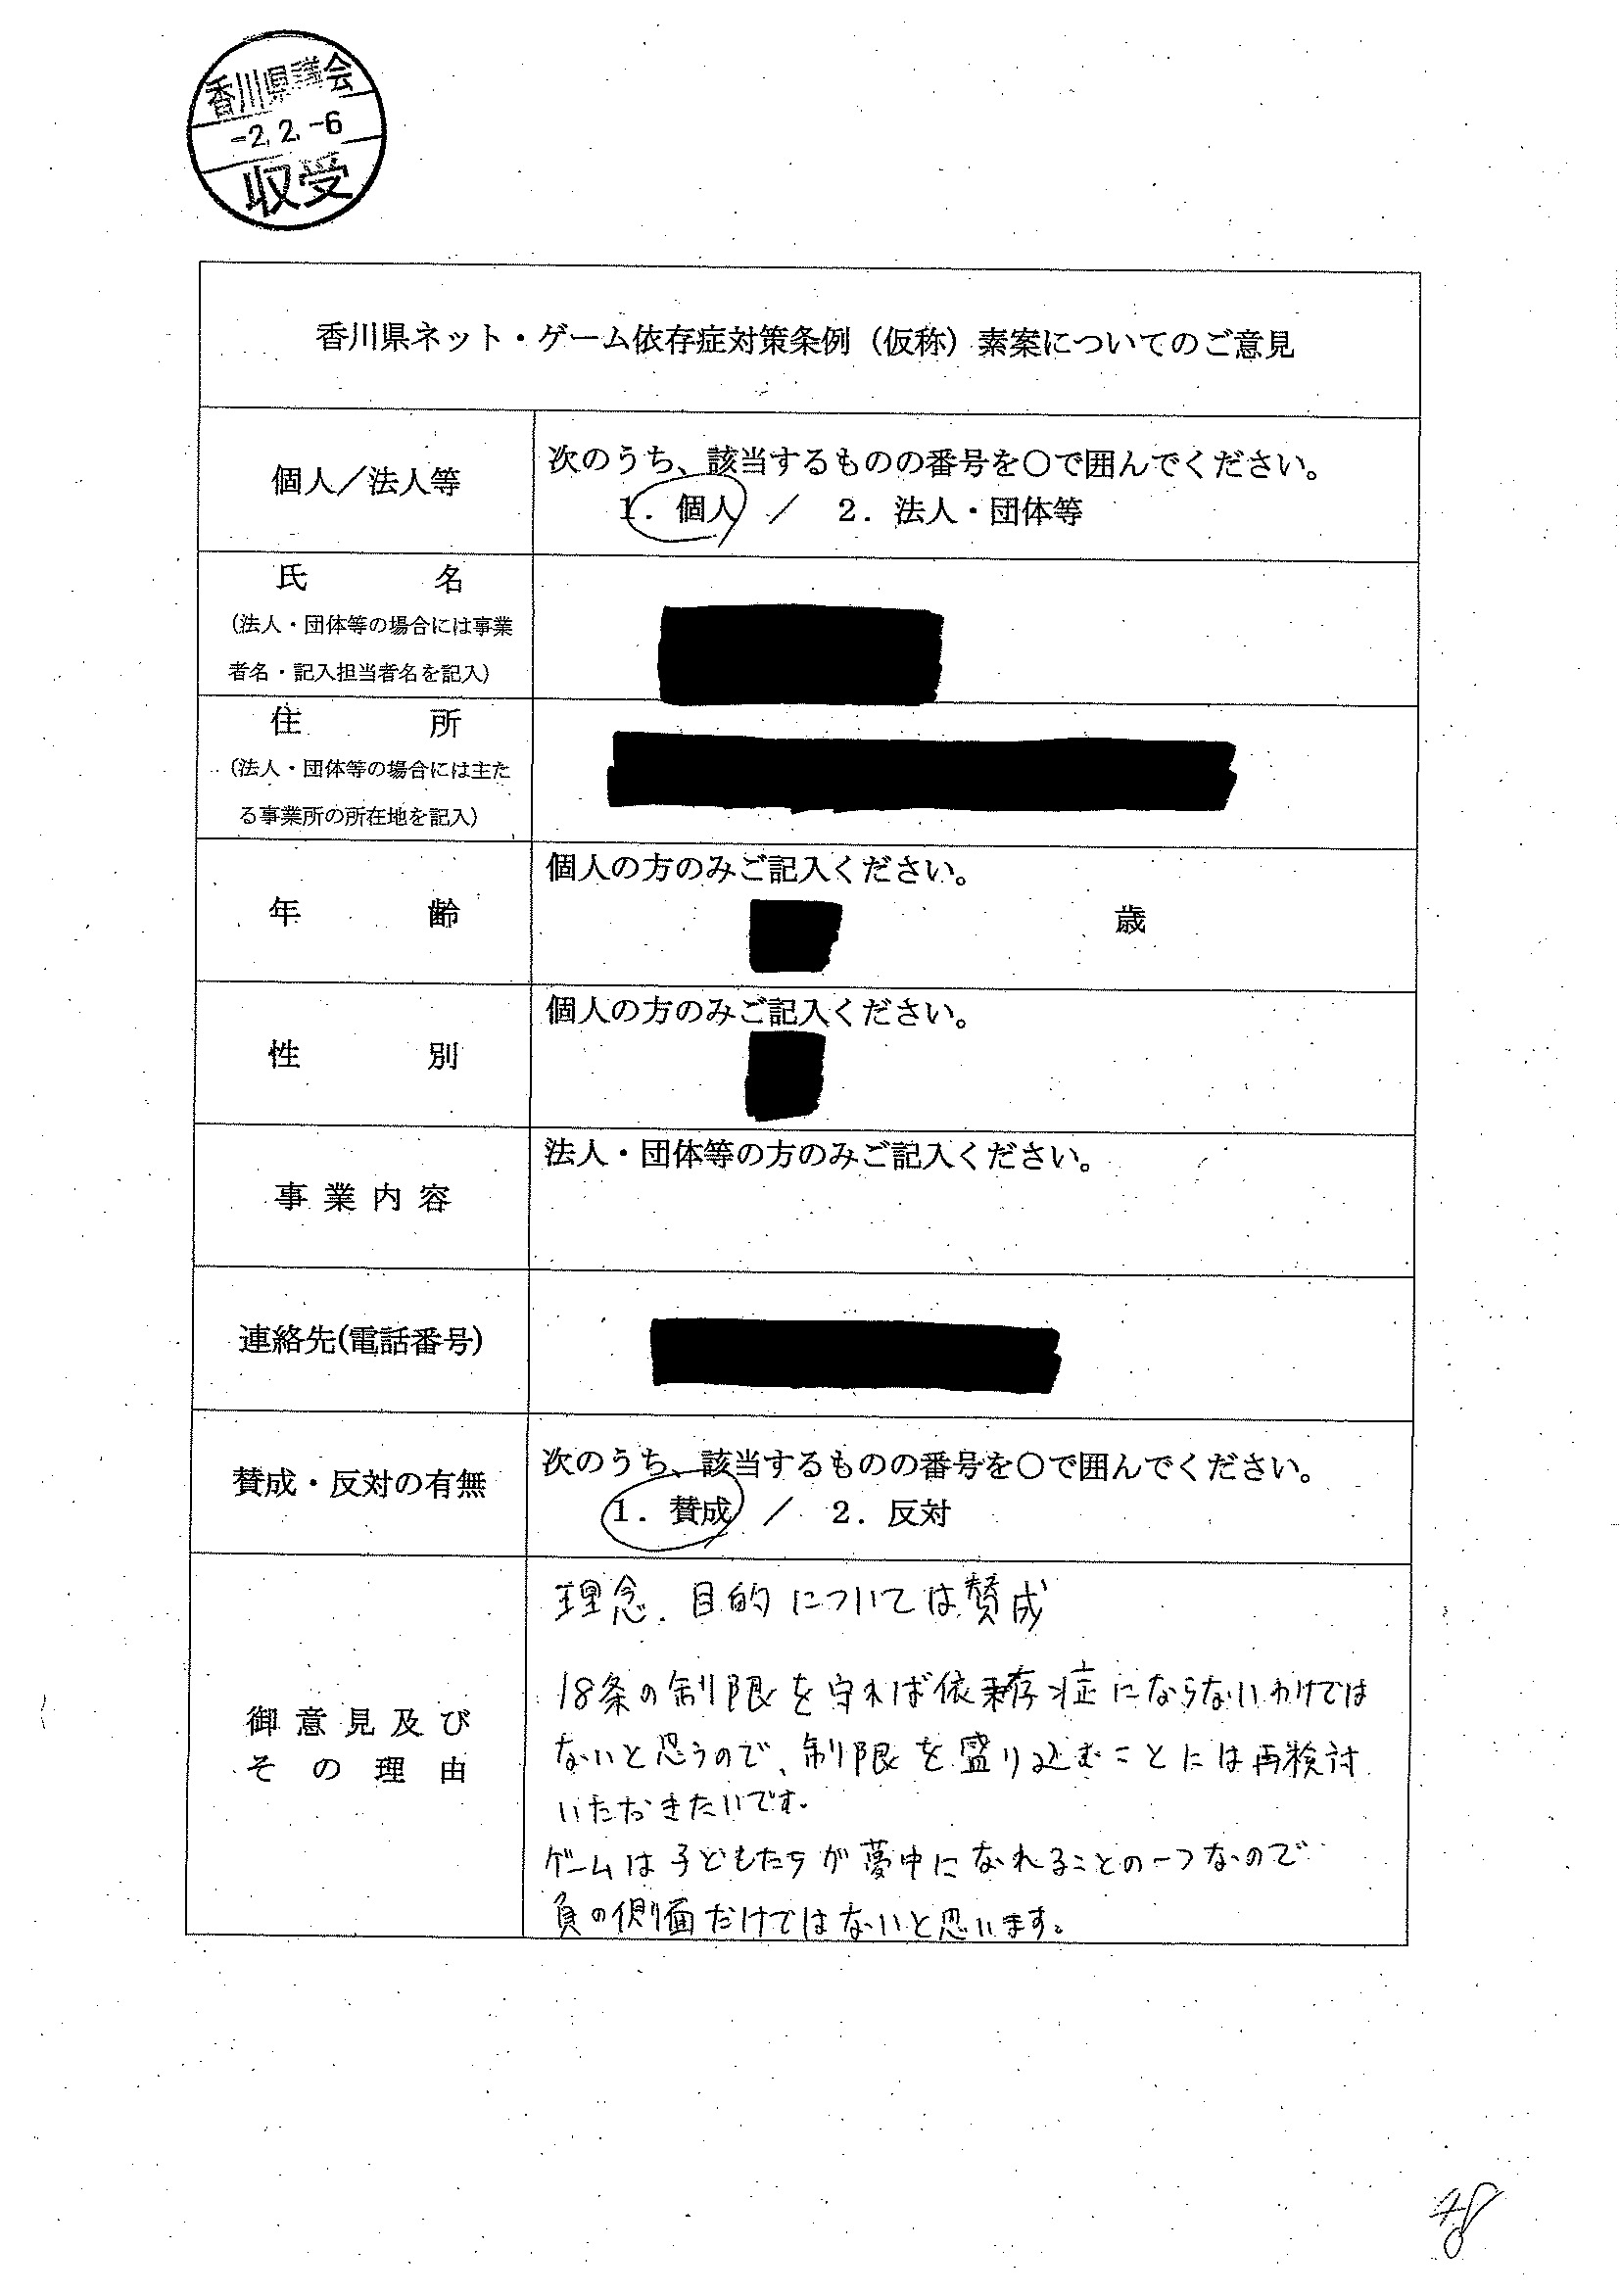 香川県議会
-2.2.-6
収受
香川県ネット・ゲーム依存症対策条例（仮称）素案についてのご意見
個人／法人等
次のうち、該当するものの番号を○で囲んでください。
1．個人　／　2．法人・団体等
氏　名
（法人・団体等の場合には事業
者名・記入担当者名を記入）
住　所
（法人・団体等の場合には主た
る事業所の所在地を記入）
年　齢
個人の方のみご記入ください。
歳
性　別
個人の方のみご記入ください。
事業内容
法人・団体等の方のみご記入ください。
連絡先(電話番号)
賛成・反対の有無
次のうち、該当するものの番号を○で囲んでください。
1．賛成　／　2．反対
御意見及び
その理由
理念、目的については賛成
18条の制限を守れば依存症にならないわけでは
ないと思うので、制限を盛り込むことには再検討
いただきたいです。
ゲームは子どもたちが夢中になれることの一つなので
負の側面だけではないと思います。
48